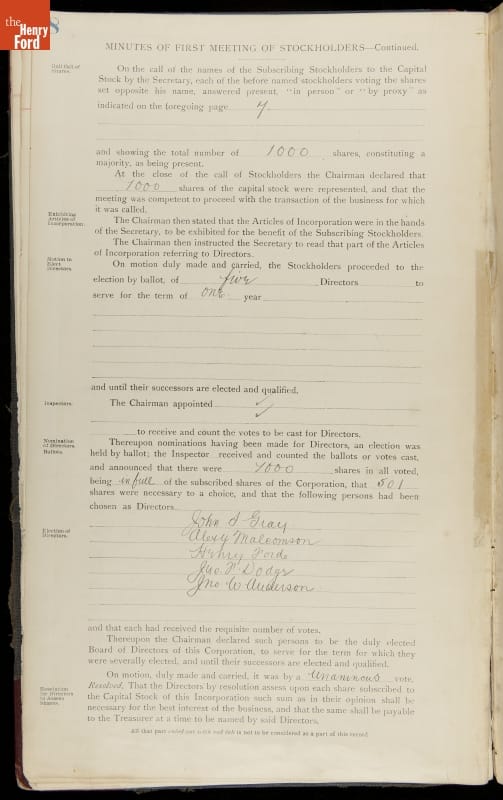 the
Henry
Ford
8
MINUTES OF FIRST MEETING OF STOCKHOLDERS—Continued.
Roll Call of
Shares.
On the call of the names of the Subscribing Stockholders to the Capital
Stock by the Secretary, each of the before named stockholders voting the shares
set opposite his name, answered present, "in person" or "by proxy" as
indicated on the foregoing page 7
and showing the total number of 1000 shares, constituting a
majority, as being present.
At the close of the call of Stockholders the Chairman declared that
1000 shares of the capital stock were represented, and that the
meeting was competent to proceed with the transaction of the business for which
it was called.
Exhibiting
Articles of
Incorporation.
The Chairman then stated that the Articles of Incorporation were in the hands
of the Secretary, to be exhibited for the benefit of the Subscribing Stockholders.
The Chairman then instructed the Secretary to read that part of the Articles
of Incorporation referring to Directors.
Motion to
Elect
Directors.
On motion duly made and carried, the Stockholders proceeded to the
election by ballot, of five Directors to
serve for the term of one year
and until their successors are elected and qualified.
Inspectors.
The Chairman appointed
to receive and count the votes to be cast for Directors.
Nomination
of Directors.
Ballots.
Thereupon nominations having been made for Directors, an election was
held by ballot; the Inspector received and counted the ballots or votes cast,
and announced that there were 1000 shares in all voted,
being in full of the subscribed shares of the Corporation, that 501
shares were necessary to a choice, and that the following persons had been
chosen as Directors
Election of
Directors.
John S Gray
Alexy Malcomson
Henry Ford
Jno F Dodge
Jno W Anderson
and that each had received the requisite number of votes.
Thereupon the Chairman declared such persons to be the duly elected
Board of Directors of this Corporation, to serve for the term for which they
were severally elected, and until their successors are elected and qualified.
Resolution
for Directors
to Assess
Shares.
On motion, duly made and carried, it was by a Unanimous vote,
Resolved, That the Directors by resolution assess upon each share subscribed to
the Capital Stock of this Incorporation such sum as in their opinion shall be
necessary for the best interest of the business, and that the same shall be payable
to the Treasurer at a time to be named by said Directors.
All that part ruled out with red ink is not to be considered as a part of this record